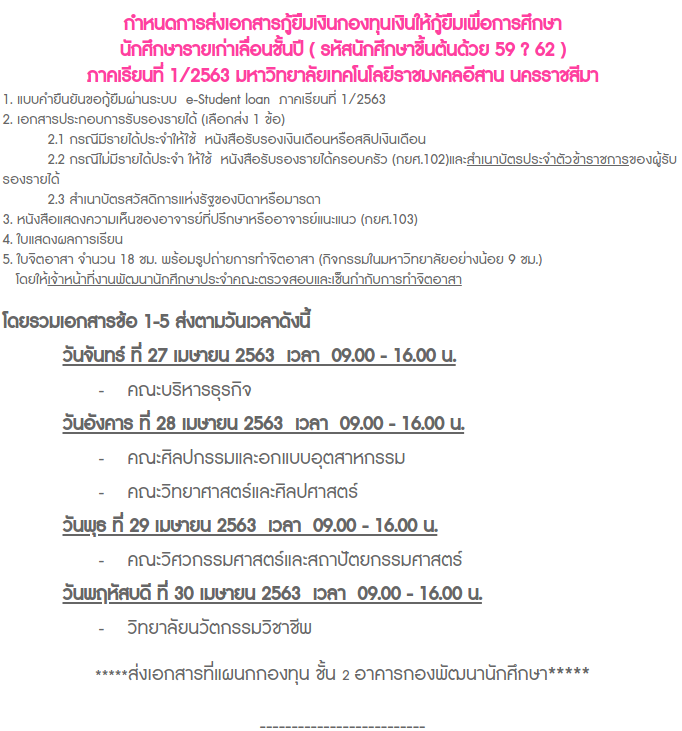 กำหนดการส่งเอกสารกู้ยืมเงินกองทุนเงินให้กู้ยืมเพื่อการศึกษา
นักศึกษารายเก่าเลื่อนชั้นปี ( รหัสนักศึกษาขึ้นต้นด้วย 59 ? 62 )
ภาคเรียนที่ 1/2563 มหาวิทยาลัยเทคโนโลยีราชมงคลอีสาน นครราชสีมา
1. แบบคำยืนยันขอกู้ยืมผ่านระบบ e-Student loan ภาคเรียนที่ 1/2563
2. เอกสารประกอบการรับรองรายได้ (เลือกส่ง 1 ข้อ)
2.1 กรณีมีรายได้ประจำให้ใช้ หนังสือรับรองเงินเดือนหรือสลิปเงินเดือน
2.2 กรณีไม่มีรายได้ประจำ ให้ใช้ หนังสือรับรองรายได้ครอบครัว (กยศ.102)และสำเนาบัตรประจำตัวข้าราชการของผู้รับ
รองรายได้
2.3 สำเนาบัตรสวัสดิการแห่งรัฐของบิดาหรือมารดา
3. หนังสือแสดงความเห็นของอาจารย์ที่ปรึกษาหรืออาจารย์แนะแนว (กยศ.103)
4. ใบแสดงผลการเรียน
5. ใบจิตอาสา จำนวน 18 ชม. พร้อมรูปถ่ายการทำจิตอาสา (กิจกรรมในมหาวิทยาลัยอย่างน้อย 9 ชม.)
โดยให้เจ้าหน้าที่งานพัฒนานักศึกษาประจำคณะตรวจสอบและเซ็นกำกับการทำจิตอาสา
โดยรวมเอกสารข้อ 1-5 ส่งตามวันเวลาดังนี้
วันจันทร์ ที่ 27 เมษายน 2563 เวลา 09.00 - 16.00 น.
- คณะบริหารธุรกิจ
วันอังคาร ที่ 28 เมษายน 2563 เวลา 09.00 - 16.00 น.
- คณะศิลปกรรมและอกแบบอุตสาหกรรม
- คณะวิทยาศาสตร์และศิลปศาสตร์
วันพุธ ที่ 29 เมษายน 2563 เวลา 09.00 - 16.00 น.
- คณะวิศวกรรมศาสตร์และสถาปัตยกรรมศาสตร์
วันพฤหัสบดี ที่ 30 เมษายน 2563 เวลา 09.00 - 16.00 น.
- วิทยาลัยนวัตกรรมวิชาชีพ
*****ส่งเอกสารที่แผนกกองทุน ชั้น 2 อาคารกองพัฒนานักศึกษา*****
--------------------------